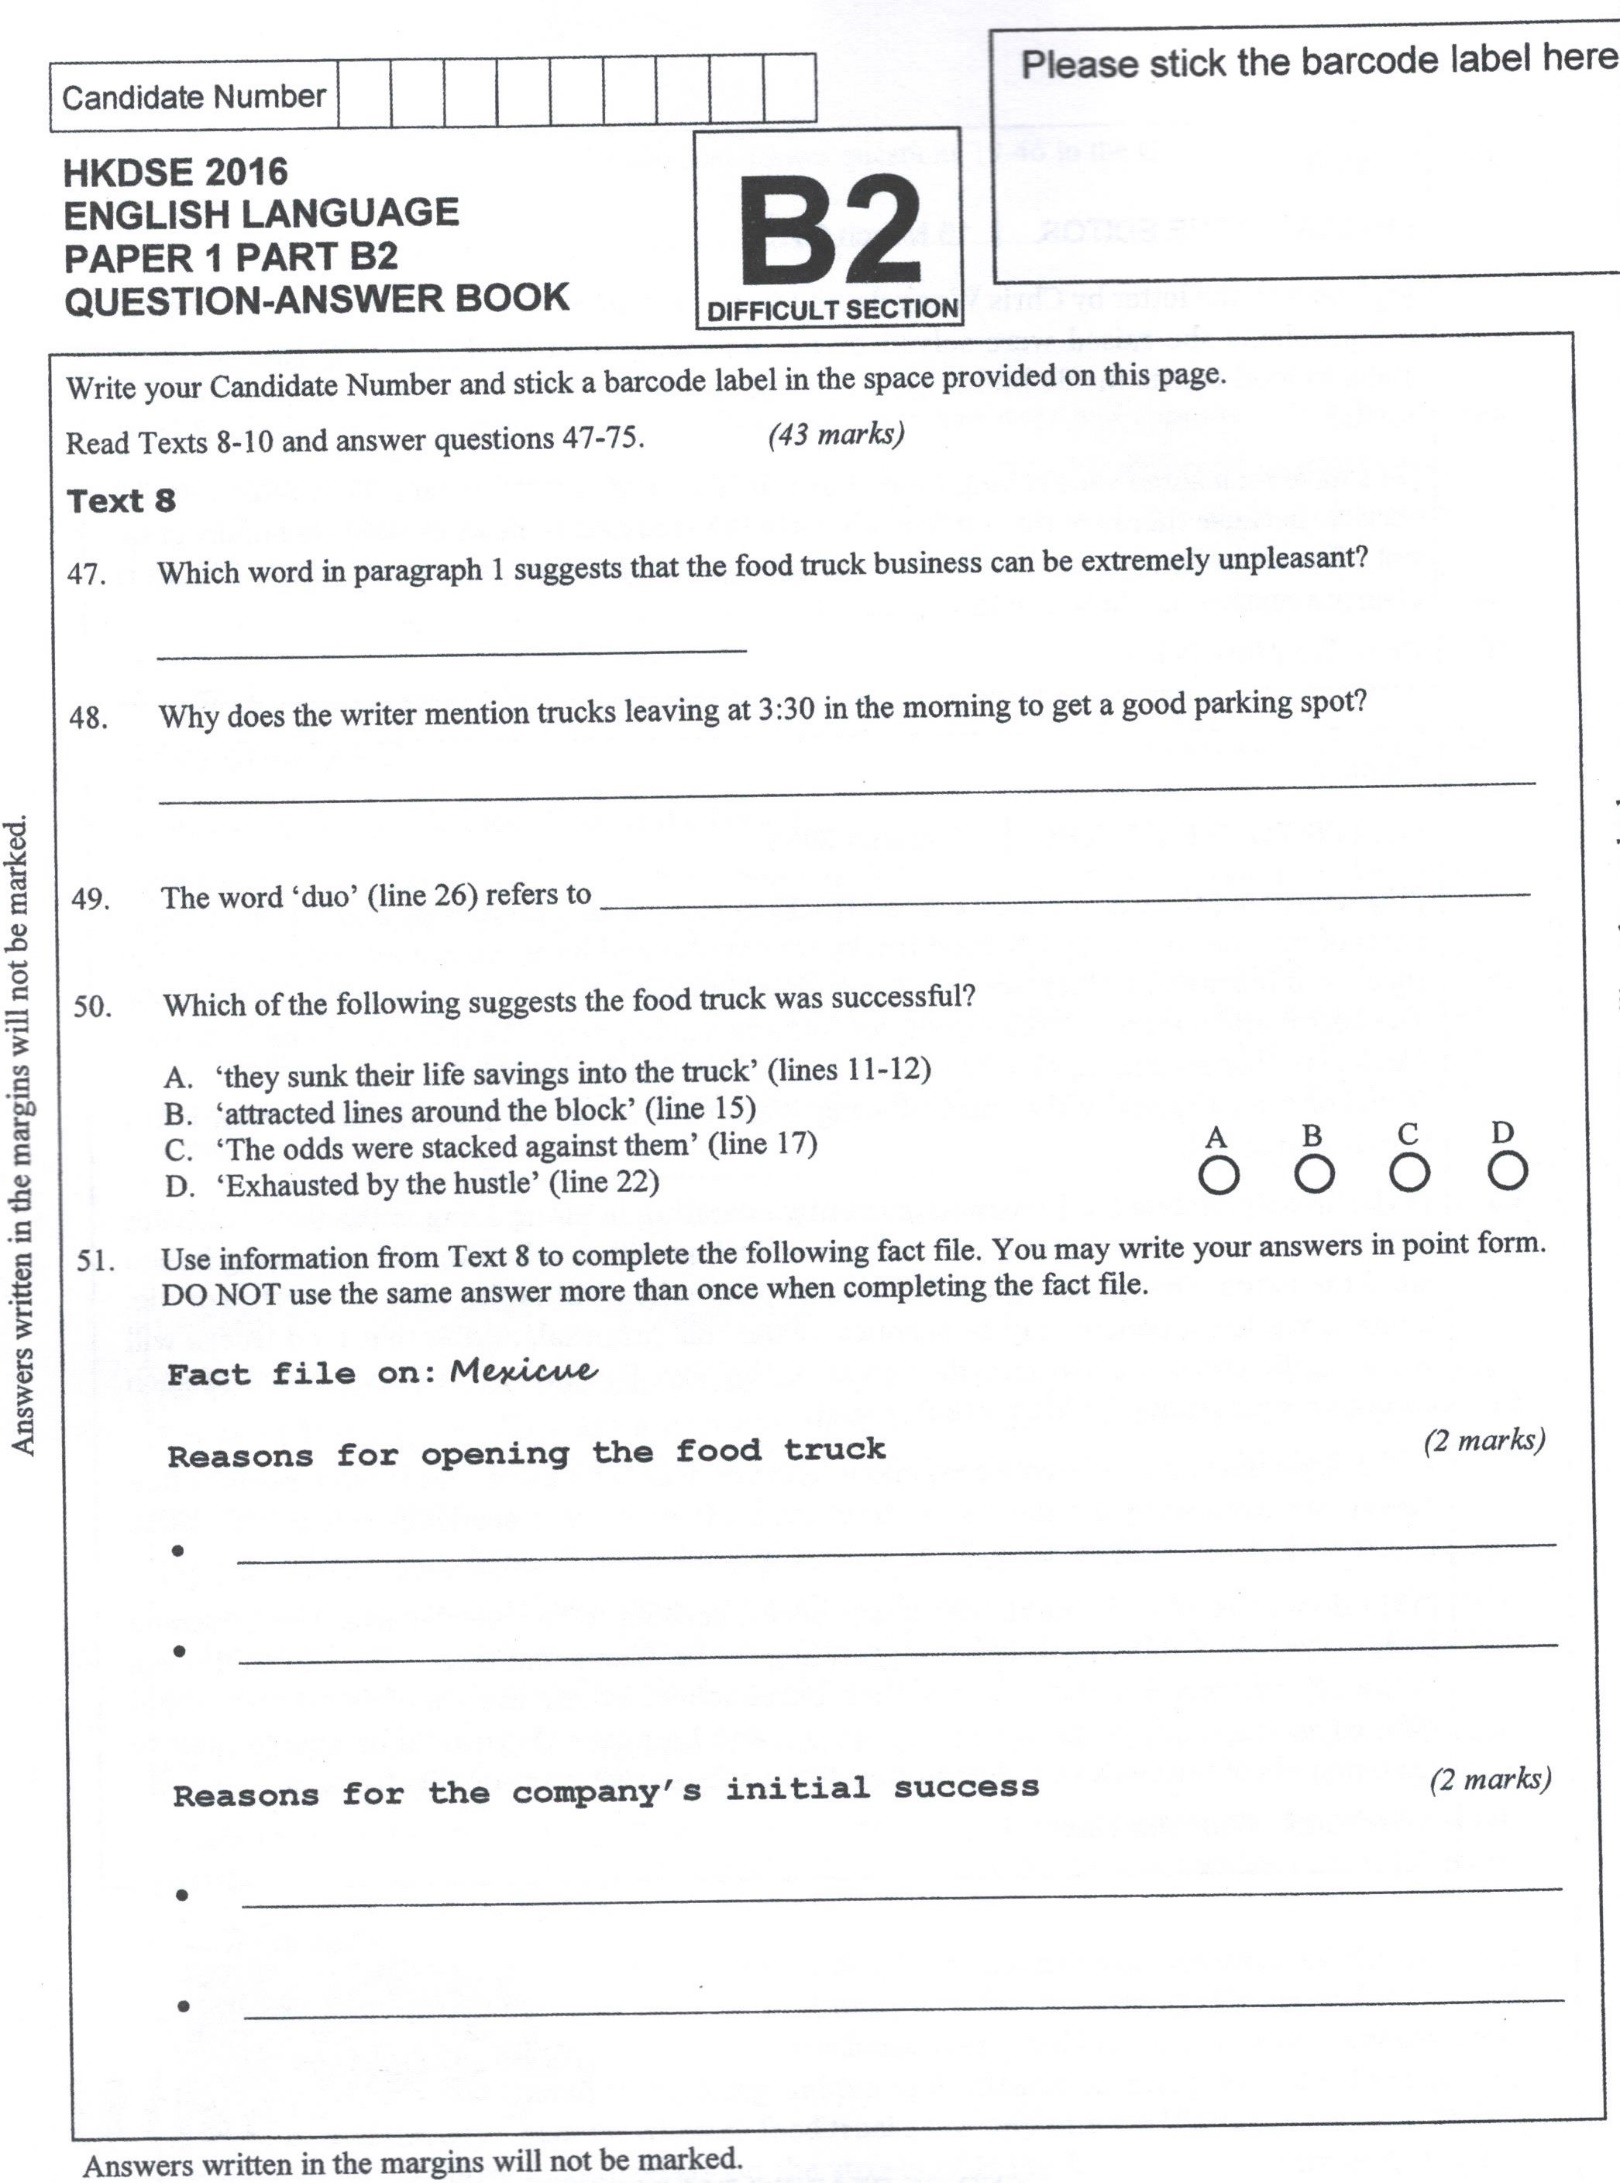 Candidate Number
Please stick the barcode label here
HKDSE 2016
ENGLISH LANGUAGE
PAPER 1 PART B2
QUESTION-ANSWER BOOK
B2
DIFFICULT SECTION
Write your Candidate Number and stick a barcode label in the space provided on this page.
Read Texts 8-10 and answer questions 47-75. (43 marks)
Text 8
47. Which word in paragraph 1 suggests that the food truck business can be extremely unpleasant?
48. Why does the writer mention trucks leaving at 3:30 in the morning to get a good parking spot?
49. The word ‘duo’ (line 26) refers to
50. Which of the following suggests the food truck was successful?
A. ‘they sunk their life savings into the truck’ (lines 11-12)
B. ‘attracted lines around the block’ (line 15)
C. ‘The odds were stacked against them’ (line 17)
D. ‘Exhausted by the hustle’ (line 22)
A B C D
51. Use information from Text 8 to complete the following fact file. You may write your answers in point form.
DO NOT use the same answer more than once when completing the fact file.
Fact file on: Mexicue
Reasons for opening the food truck (2 marks)
•
•
Reasons for the company’s initial success (2 marks)
•
•
Answers written in the margins will not be marked.
Answers written in the margins will not be marked.